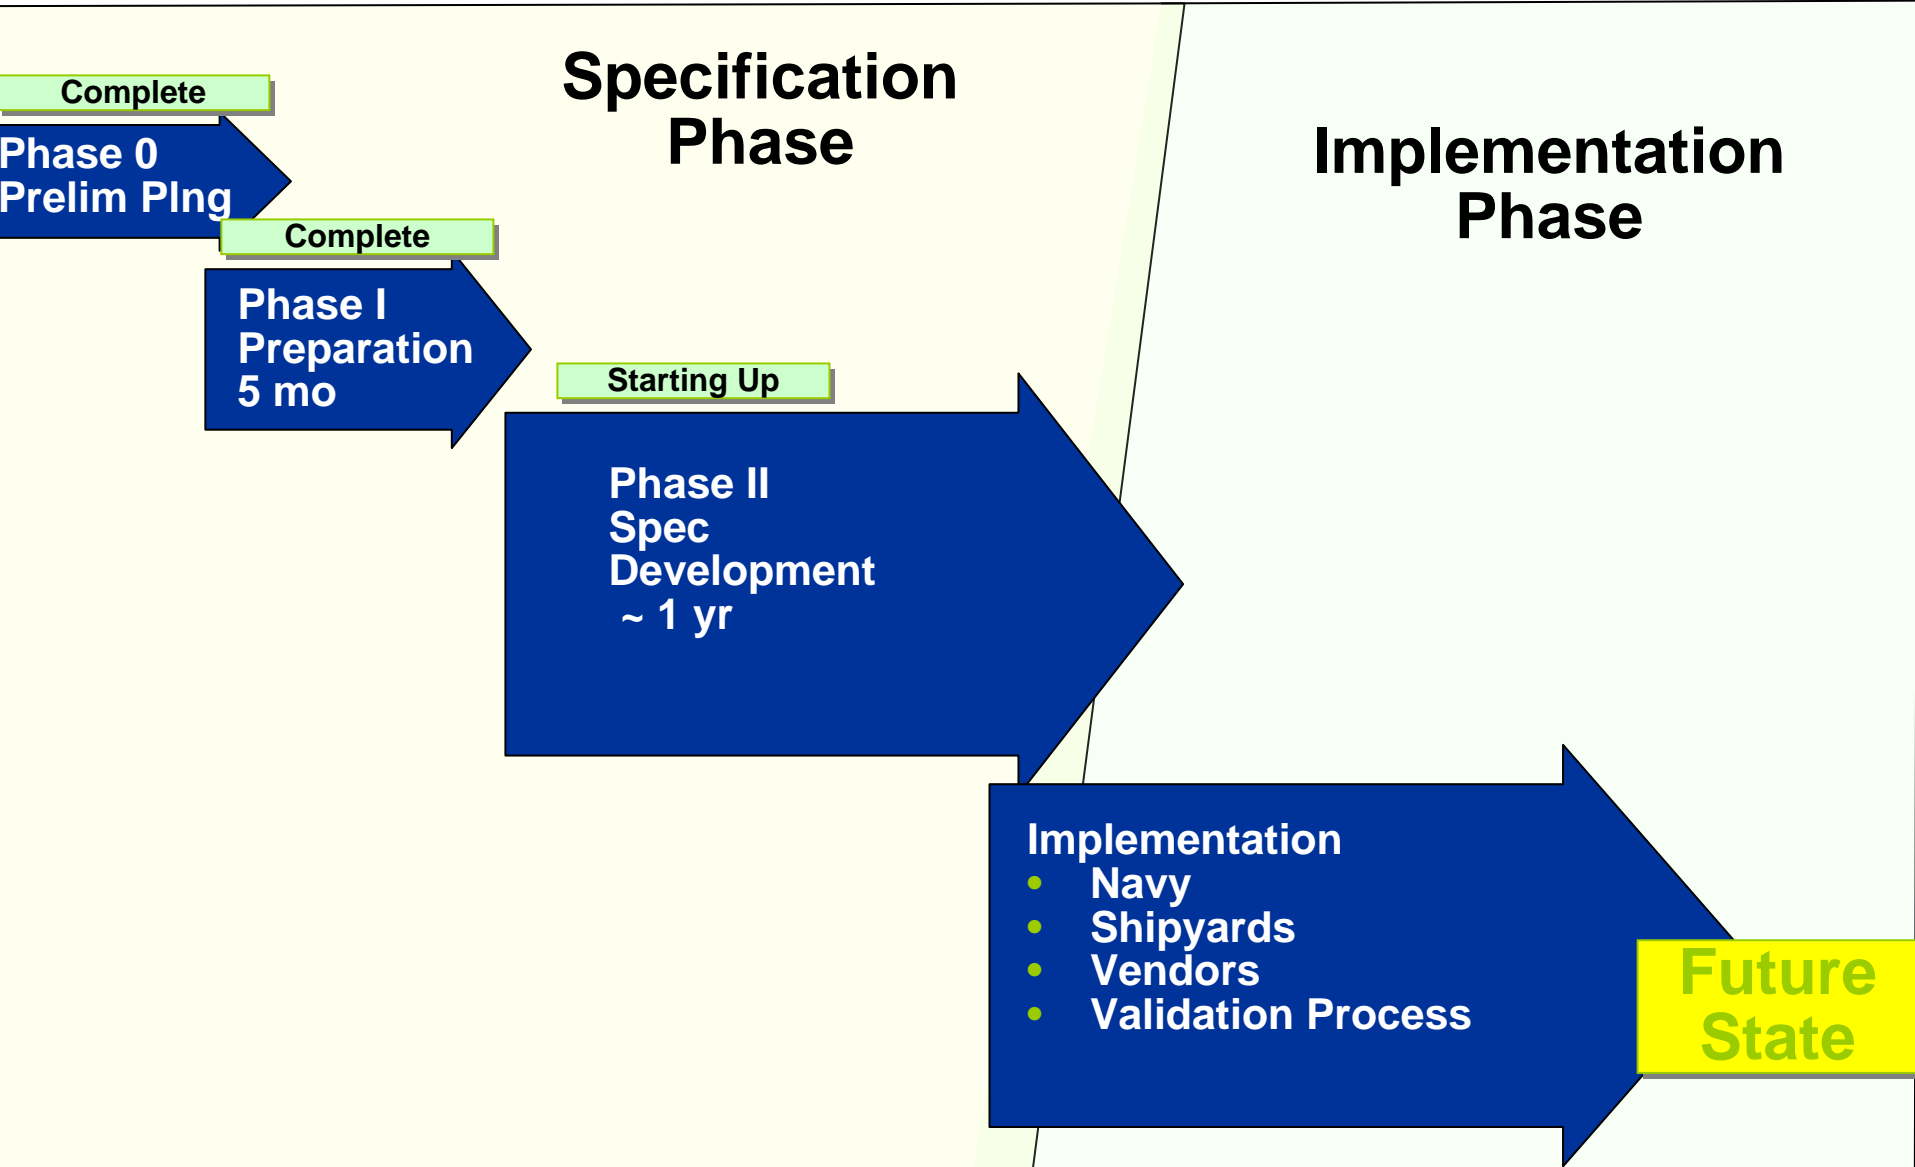 Specification
Phase
Implementation
Phase
Complete
Phase 0
Prelim Plng
Complete
Phase I
Preparation
5 mo
Starting Up
Phase II
Spec
Development
~ 1 yr
Implementation
• Navy
• Shipyards
• Vendors
• Validation Process
Future
State